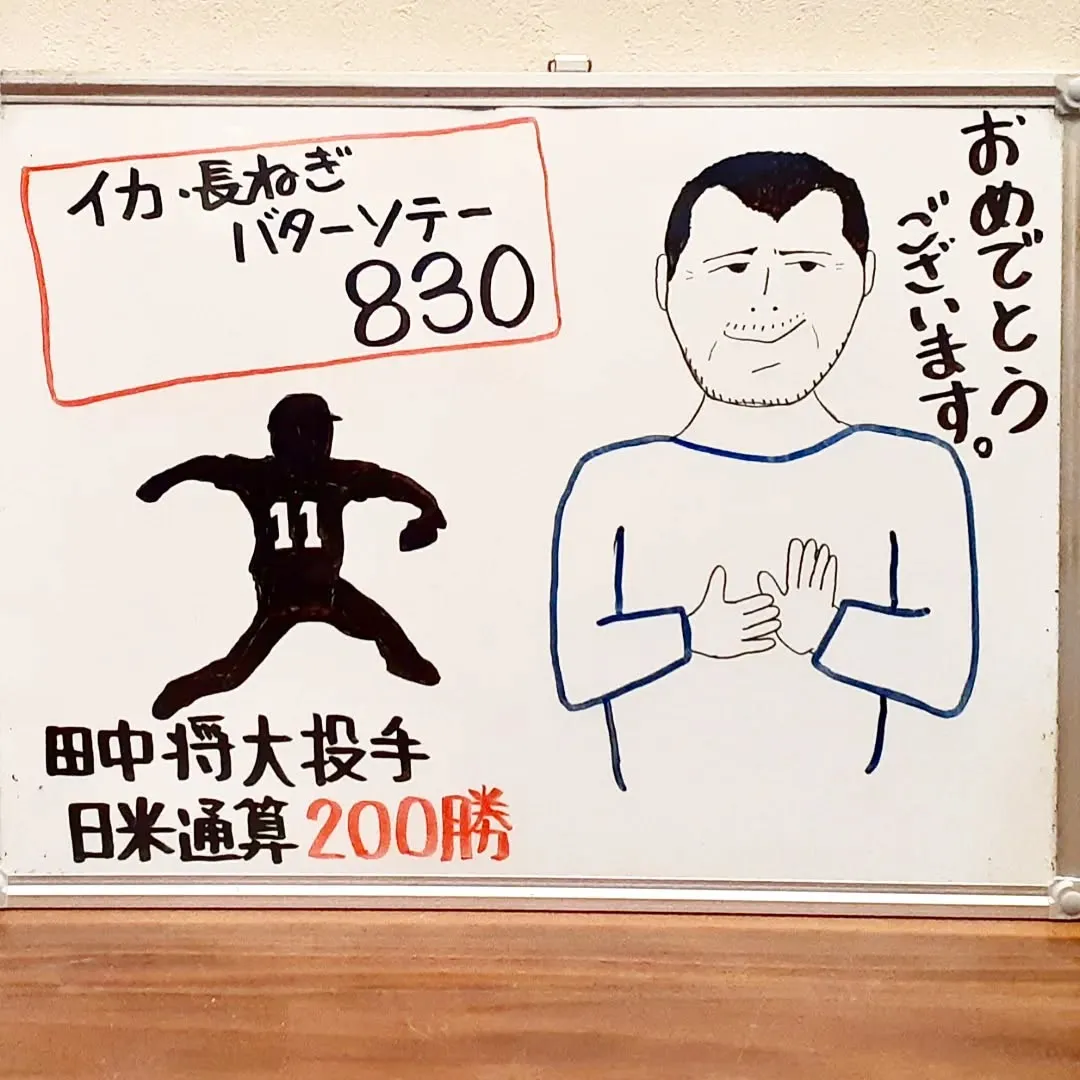 イカ・長ねぎ
バターソテー
830
おめでとう
ございます。
11
田中将大投手
日米通算200勝